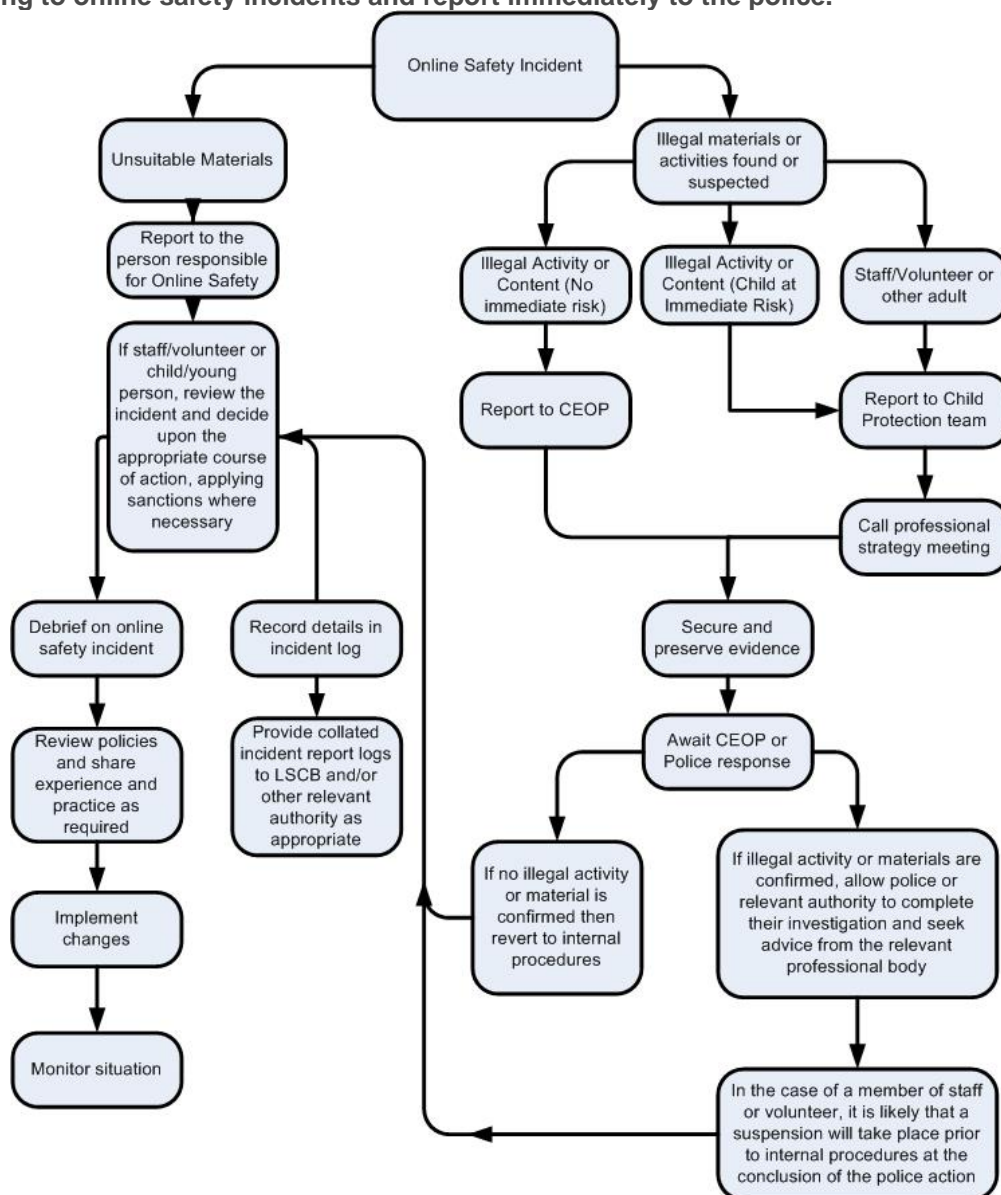 ng to online safety incidents and report immediately to the police.
Online Safety Incident
Unsuitable Materials
Report to the
person responsible
for Online Safety
If staff/volunteer or
child/young
person, review the
incident and decide
upon the
appropriate course
of action, applying
sanctions where
necessary
Debrief on online
safety incident
Review policies
and share
experience and
practice as
required
Implement
changes
Monitor situation
Record details in
incident log
Provide collated
incident report logs
to LSCB and/or
other relevant
authority as
appropriate
Illegal materials or
activities found or
suspected
Illegal Activity or
Content (No
immediate risk)
Illegal Activity or
Content (Child at
Immediate Risk)
Staff/Volunteer or
other adult
Report to CEOP
Report to Child
Protection team
Call professional
strategy meeting
Secure and
preserve evidence
Await CEOP or
Police response
If no illegal activity
or material is
confirmed then
revert to internal
procedures
If illegal activity or materials are
confirmed, allow police or
relevant authority to complete
their investigation and seek
advice from the relevant
professional body
In the case of a member of staff
or volunteer, it is likely that a
suspension will take place prior
to internal procedures at the
conclusion of the police action